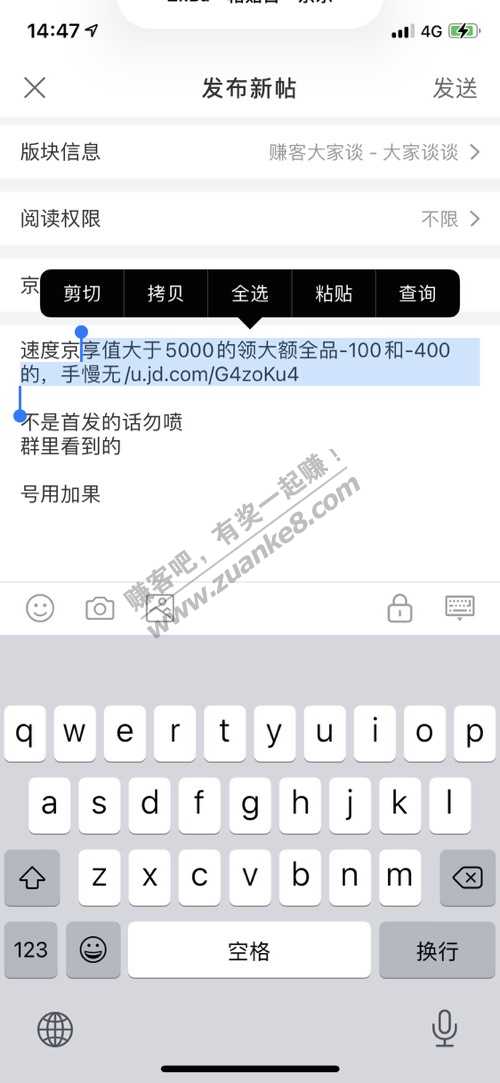 14:47
4G
发布新帖
发送
版块信息
赚客大家谈 - 大家谈谈
阅读权限
不限
京
剪切
拷贝
全选
粘贴
查询
速度京享值大于5000的领大额全品-100和-400
的，手慢无/u.jd.com/G4zoKu4
不是首发的话勿喷
群里看到的
号用加果
赚客吧，有奖一起赚！
www.zuanke8.com
q w e r t y u i o p
a s d f g h j k l
z x c v b n m
123
空格
换行